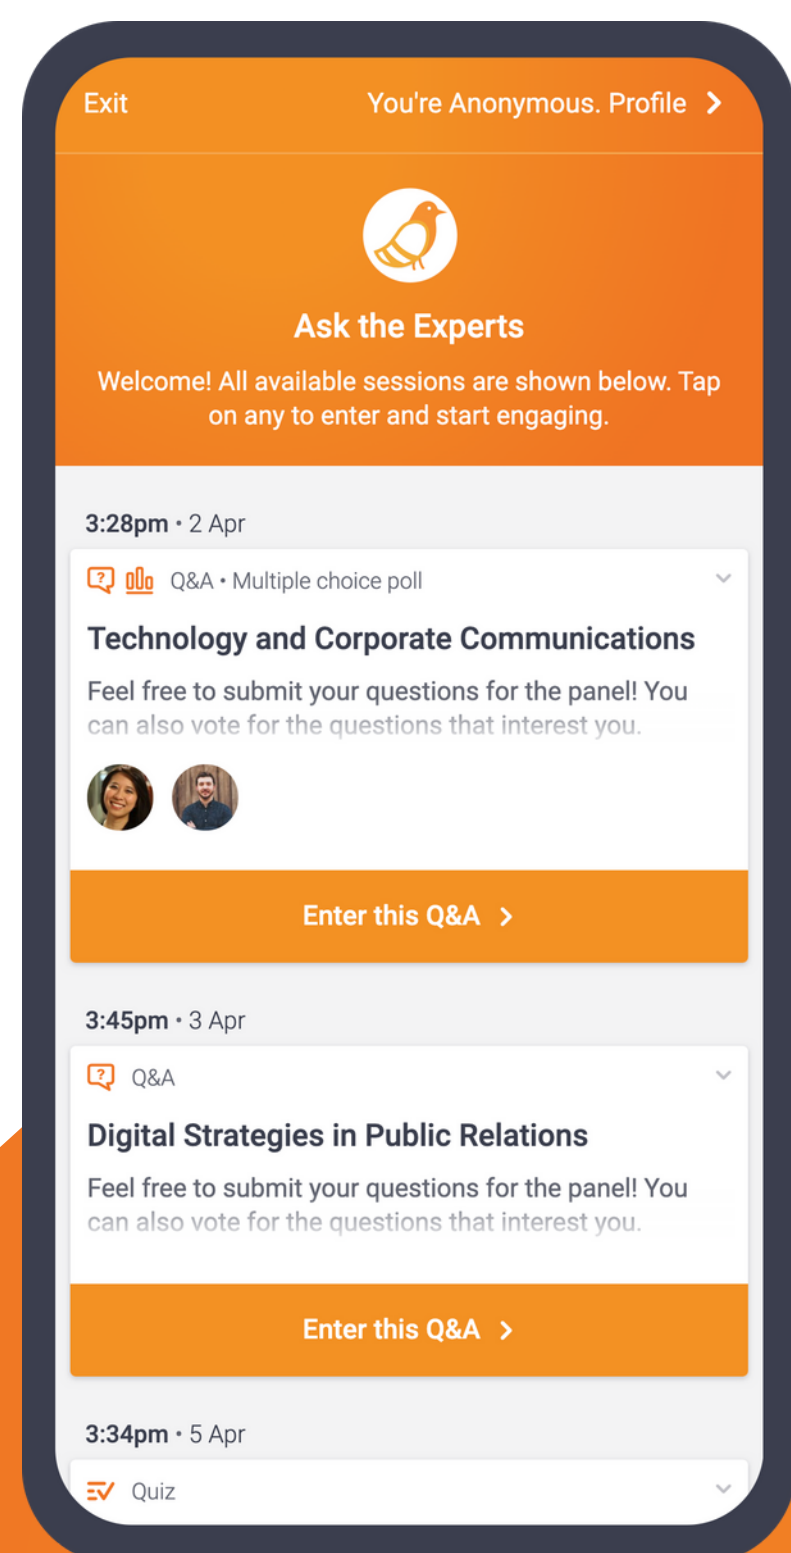 Exit
You're Anonymous. Profile
Ask the Experts
Welcome! All available sessions are shown below. Tap
on any to enter and start engaging.
3:28pm • 2 Apr
Q&A • Multiple choice poll
Technology and Corporate Communications
Feel free to submit your questions for the panel! You
can also vote for the questions that interest you.
Enter this Q&A
3:45pm • 3 Apr
Q&A
Digital Strategies in Public Relations
Feel free to submit your questions for the panel! You
can also vote for the questions that interest you.
Enter this Q&A
3:34pm • 5 Apr
Quiz